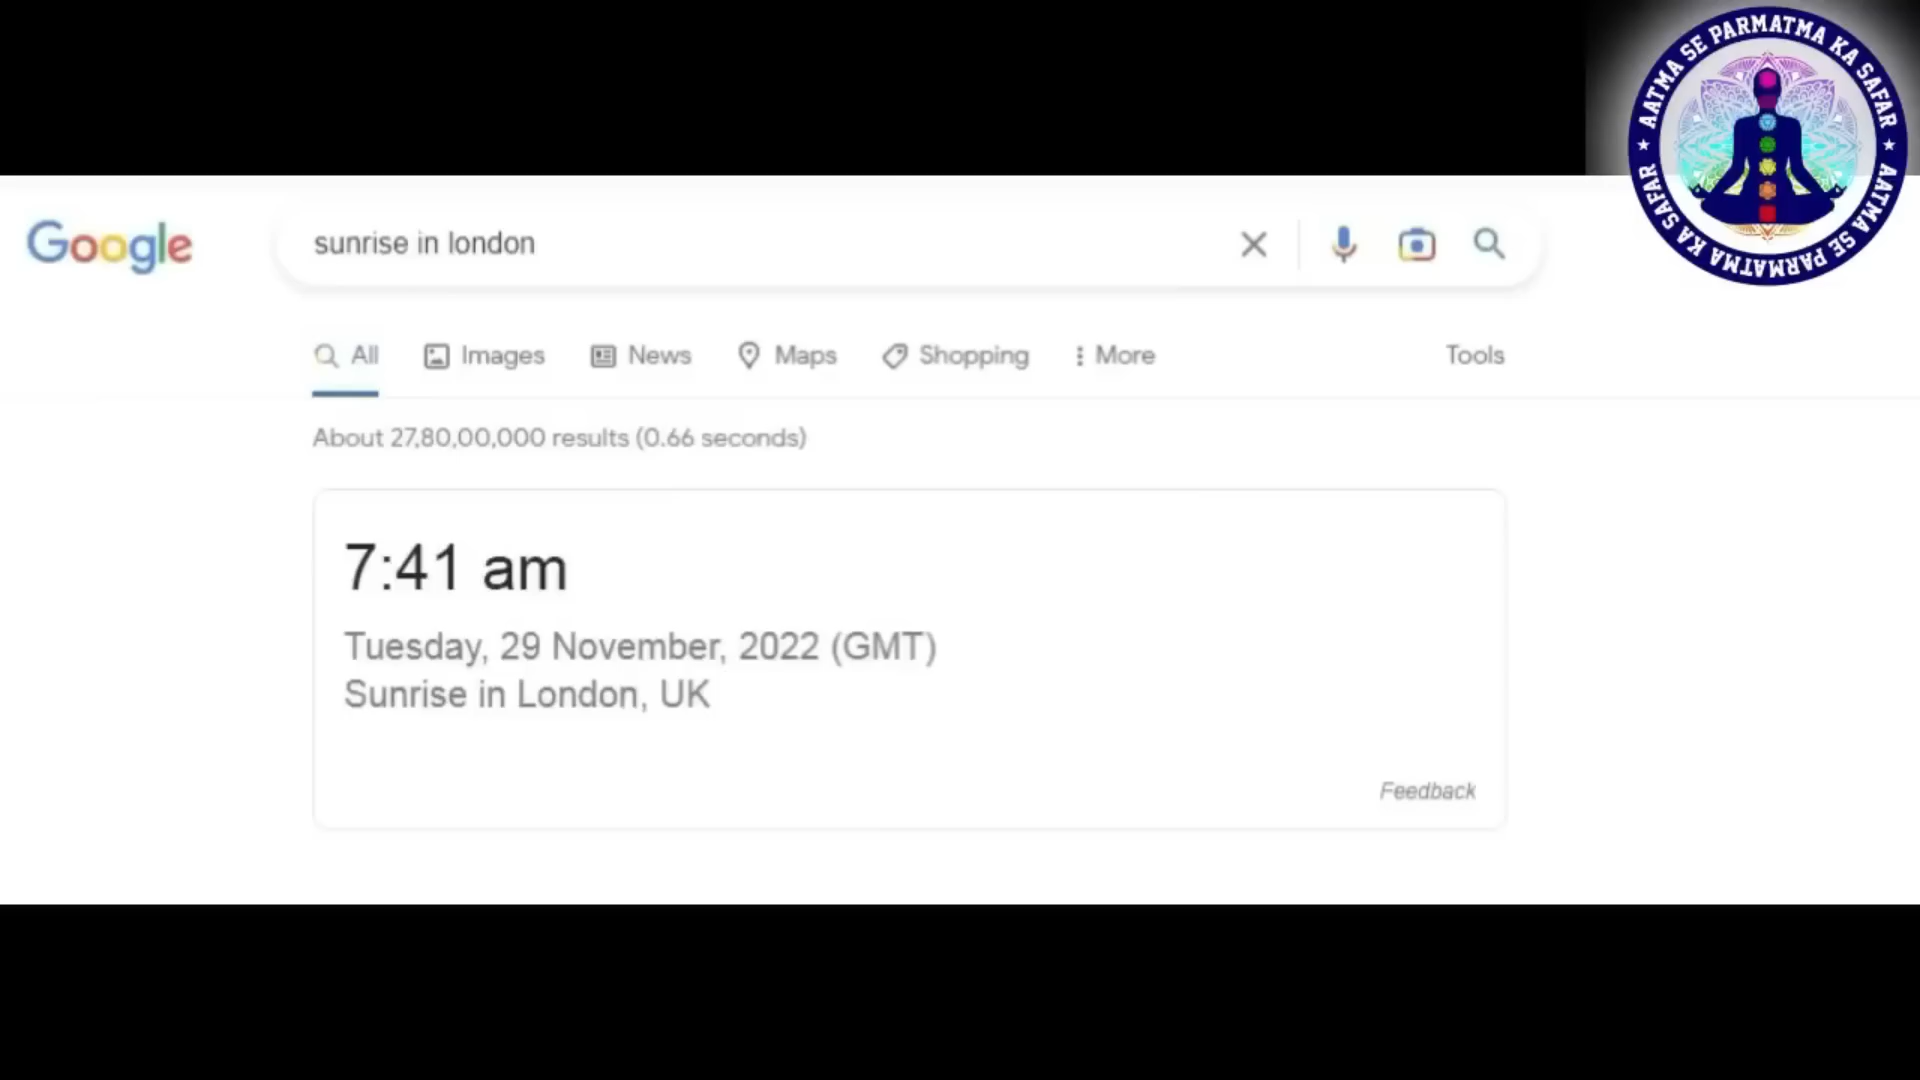 AATMA SE PARMATMA KA SAFAR
AATMA SE PARMATMA KA SAFAR
Google
sunrise in london
All
Images
News
Maps
Shopping
More
Tools
About 27,80,00,000 results (0.66 seconds)
7:41 am
Tuesday, 29 November, 2022 (GMT)
Sunrise in London, UK
Feedback